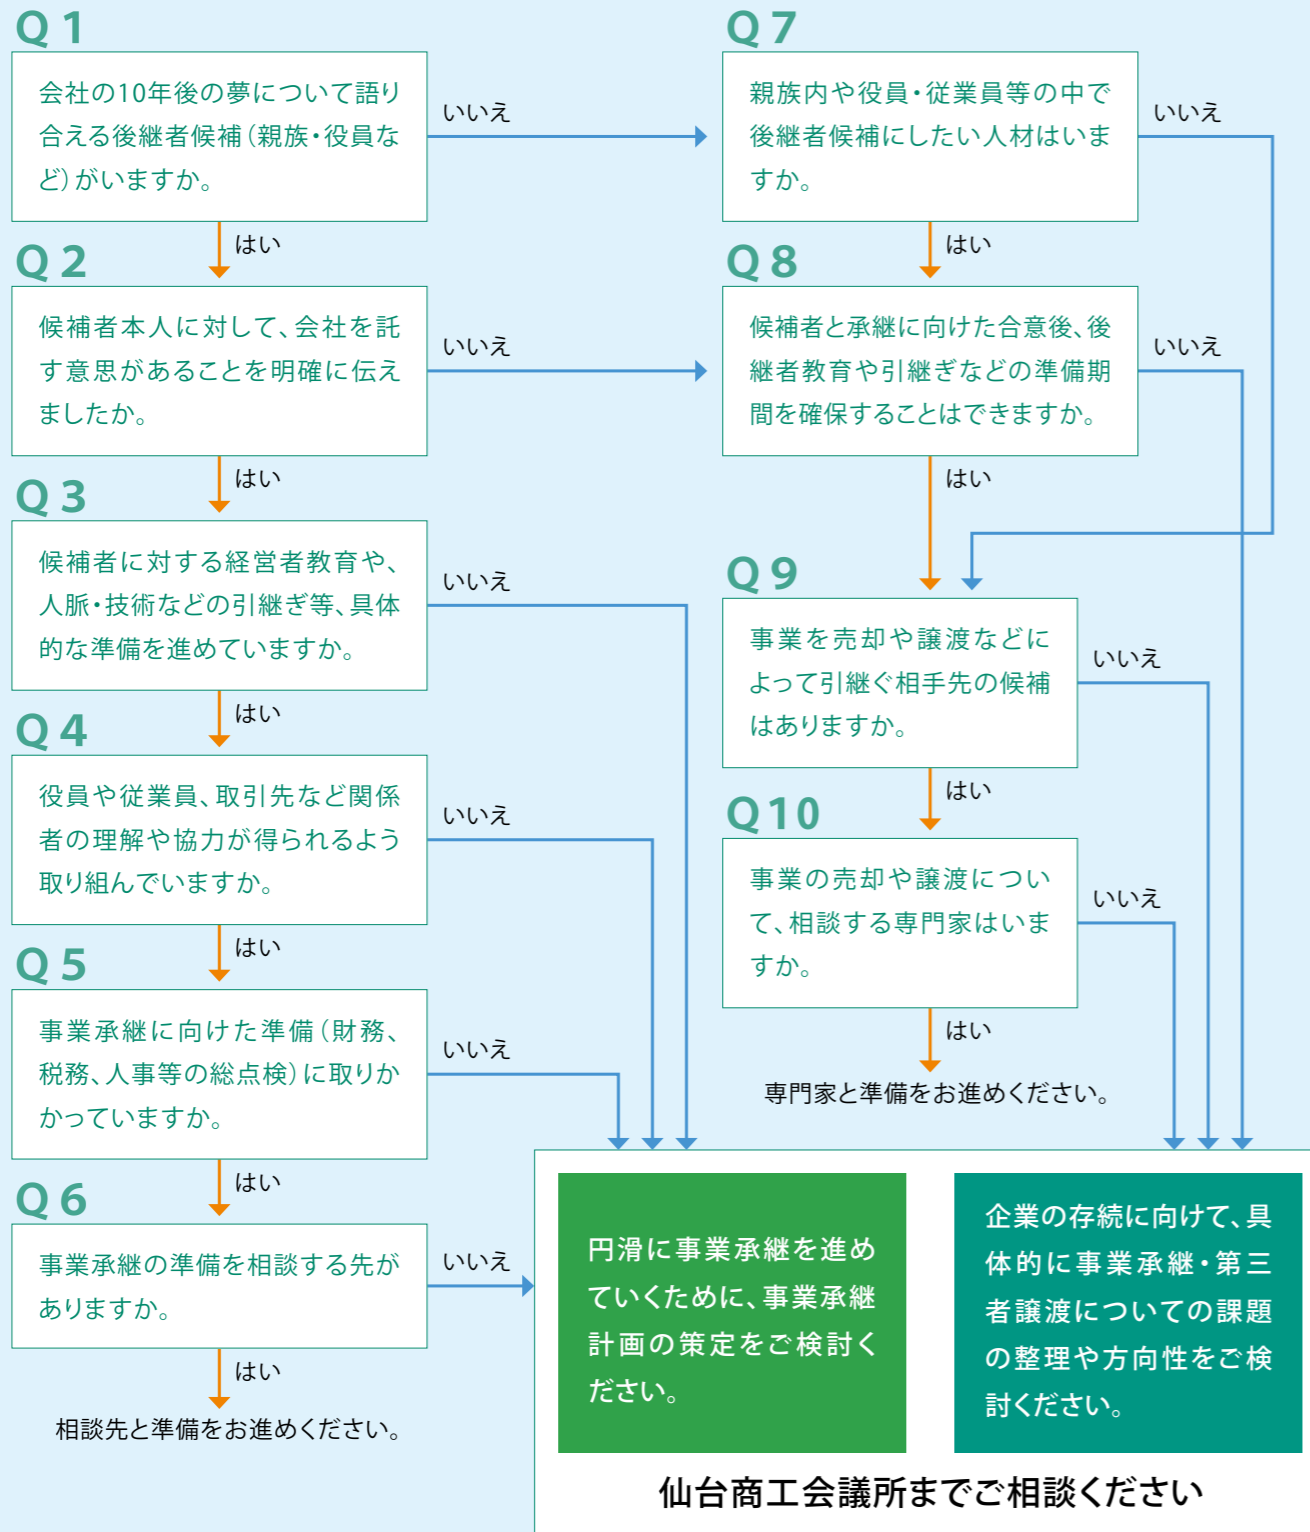 Q 1
会社の10年後の夢について語り
合える後継者候補（親族・役員な
ど）がいますか。
いいえ
はい
Q 2
候補者本人に対して、会社を託
す意思があることを明確に伝え
ましたか。
いいえ
はい
Q 3
候補者に対する経営者教育や、
人脈・技術などの引継ぎ等、具体
的な準備を進めていますか。
いいえ
はい
Q 4
役員や従業員、取引先など関係
者の理解や協力が得られるよう
取り組んでいますか。
いいえ
はい
Q 5
事業承継に向けた準備（財務、
税務、人事等の総点検）に取りか
かっていますか。
いいえ
はい
Q 6
事業承継の準備を相談する先が
ありますか。
いいえ
はい
相談先と準備をお進めください。
Q 7
親族内や役員・従業員等の中で
後継者候補にしたい人材はいま
すか。
いいえ
はい
Q 8
候補者と承継に向けた合意後、後
継者教育や引継ぎなどの準備期
間を確保することはできますか。
いいえ
はい
Q 9
事業を売却や譲渡などに
よって引継ぐ相手先の候補
はありますか。
いいえ
はい
Q 10
事業の売却や譲渡につい
て、相談する専門家はいま
すか。
いいえ
はい
専門家と準備をお進めください。
円滑に事業承継を進め
ていくために、事業承継
計画の策定をご検討く
ださい。
企業の存続に向けて、具
体的に事業承継・第三
者譲渡についての課題
の整理や方向性をご検
討ください。
仙台商工会議所までご相談ください